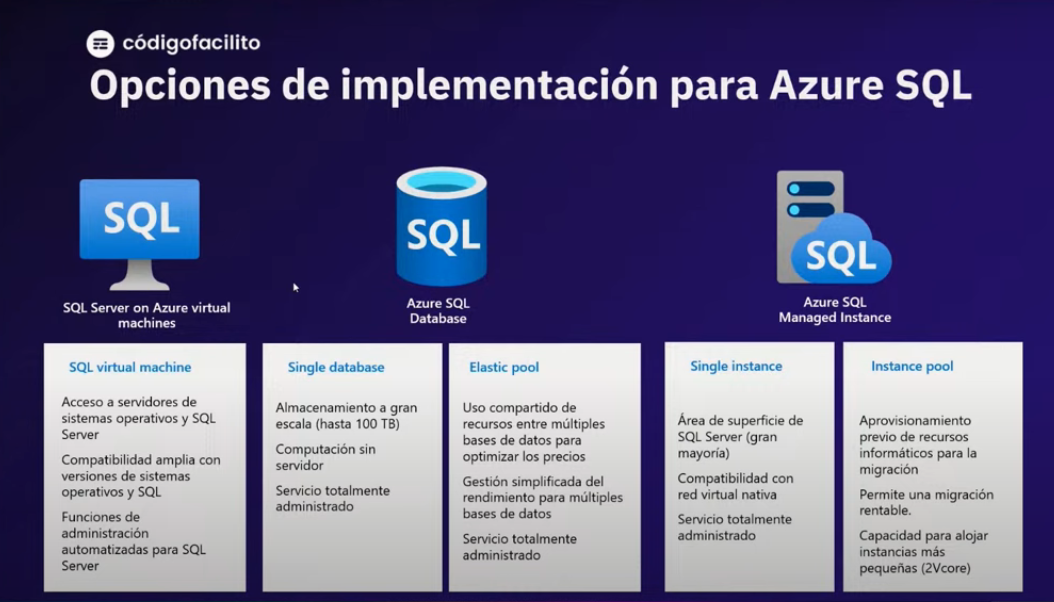 códigofacilito
Opciones de implementación para Azure SQL
SQL
SQL
SQL
SQL Server on Azure virtual
machines
Azure SQL
Database
Azure SQL
Managed Instance
SQL virtual machine
Acceso a servidores de
sistemas operativos y SQL
Server
Compatibilidad amplia con
versiones de sistemas
operativos y SQL
Funciones de
administración
automatizadas para SQL
Server
Single database
Almacenamiento a gran
escala (hasta 100 TB)
Computación sin
servidor
Servicio totalmente
administrado
Elastic pool
Uso compartido de
recursos entre múltiples
bases de datos para
optimizar los precios
Gestión simplificada del
rendimiento para múltiples
bases de datos
Servicio totalmente
administrado
Single instance
Área de superficie de
SQL Server (gran
mayoría)
Compatibilidad con
red virtual nativa
Servicio totalmente
administrado
Instance pool
Aprovisionamiento
previo de recursos
informáticos para la
migración
Permite una migración
rentable.
Capacidad para alojar
instancias más
pequeñas (2Vcore)